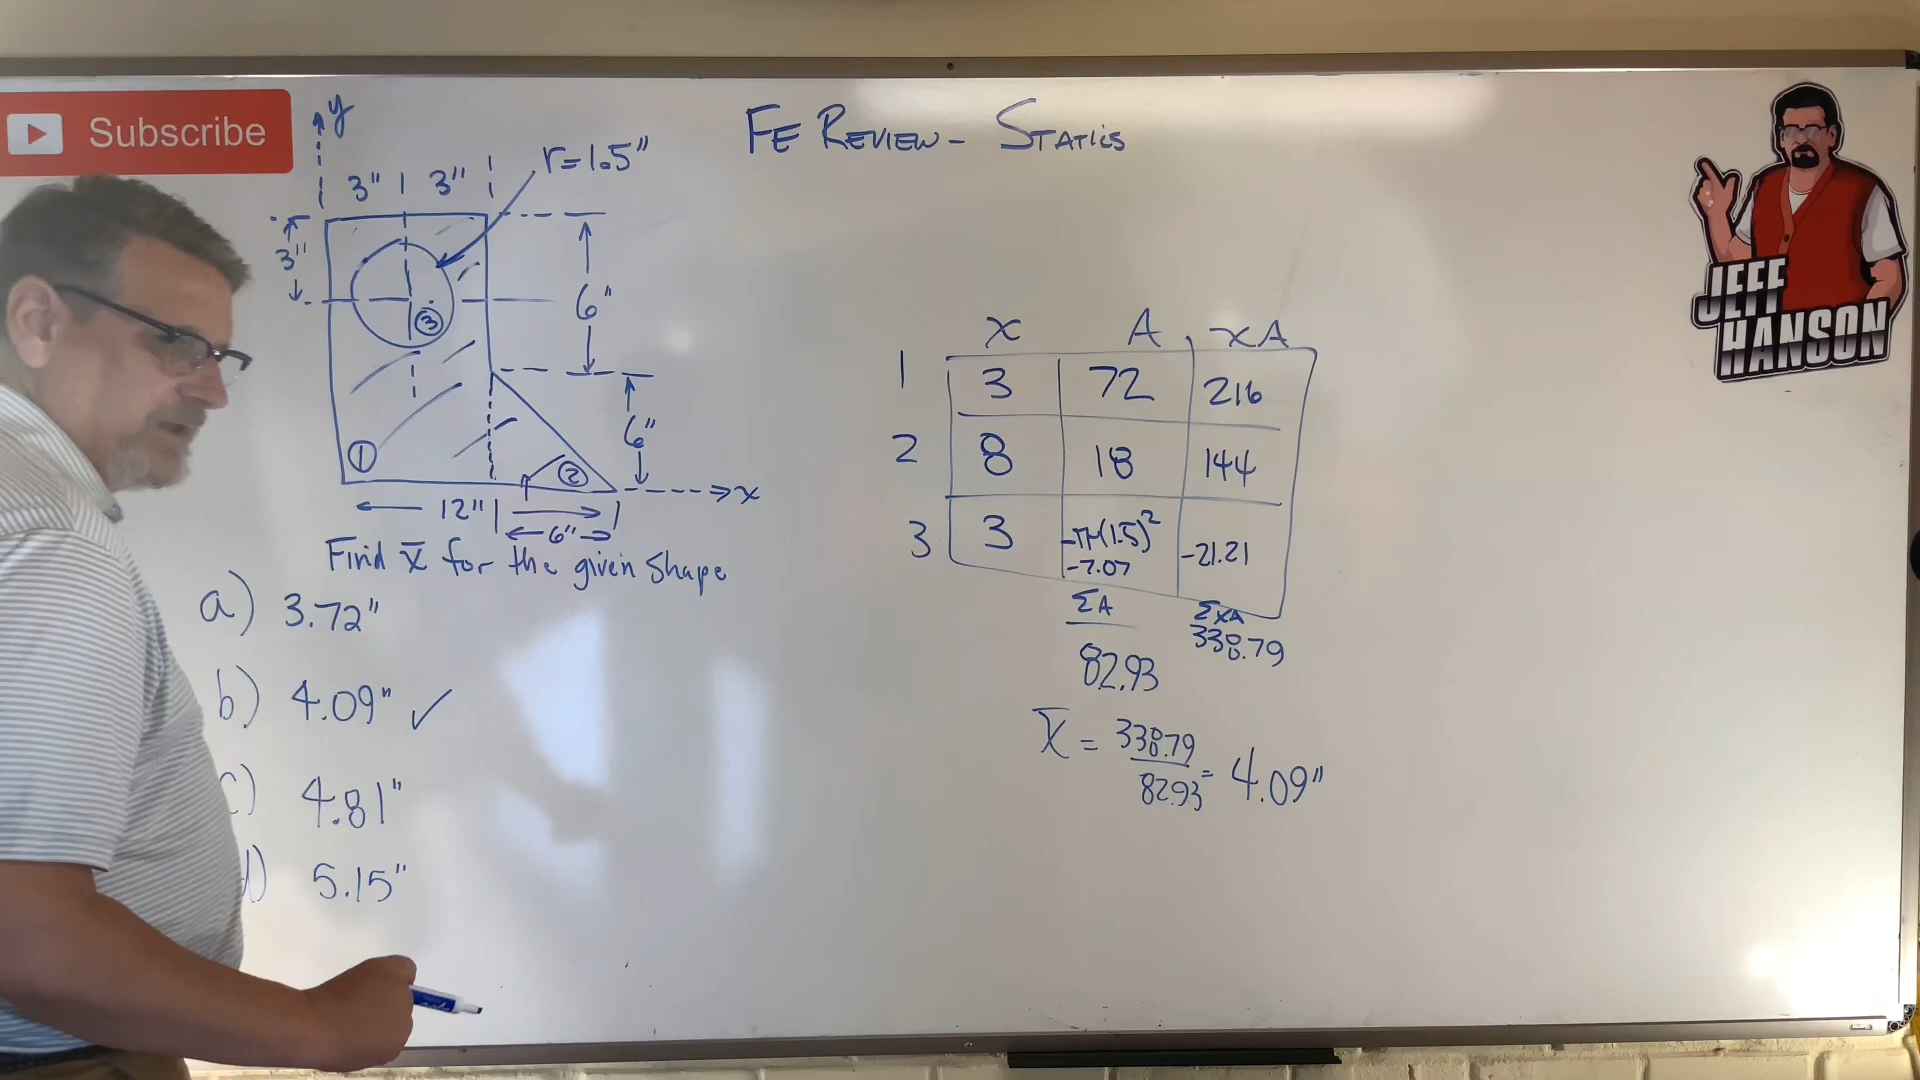 Subscribe
FE REVIEW - STATICS
y
r=1.5"
3" 3"
3"
6"
③
6"
①
②
12"
x
6"
Find x̄ for the given shape
a) 3.72"
b) 4.09" ✓
c) 4.81"
d) 5.15"
x A xA
1 3 72 216
2 8 18 144
3 3 -π(1.5)² -21.21
-7.07
ΣA ΣxA
82.93 338.79
x̄ = 338.79/82.93 = 4.09"
JEFF
HANSON